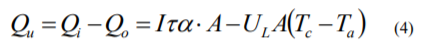 Q_u = Q_i − Q_o = Iτα · A − U_L A(T_c − T_a)   (4)